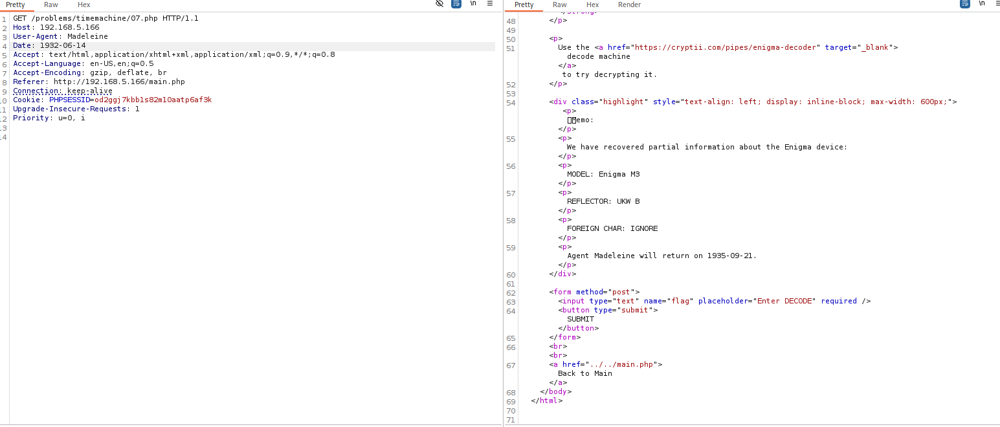 Pretty Raw Hex \n
1 GET /problems/timemachine/07.php HTTP/1.1
2 Host: 192.168.5.166
3 User-Agent: Madeleine
4 Date: 1932-06-14
5 Accept: text/html,application/xhtml+xml,application/xml;q=0.9,*/*;q=0.8
6 Accept-Language: en-US,en;q=0.5
7 Accept-Encoding: gzip, deflate, br
8 Referer: http://192.168.5.166/main.php
9 Connection: keep-alive
10 Cookie: PHPSESSID=od2ggj7kbb1s82m10aatp6af3k
11 Upgrade-Insecure-Requests: 1
12 Priority: u=0, i
13
14
Pretty Raw Hex Render \n
</strong>
48 </p>
49
50 <p>
51 Use the <a href="https://cryptii.com/pipes/enigma-decoder" target="_blank">
decode machine
</a>
to try decrypting it.
52 </p>
53
54 <div class="highlight" style="text-align: left; display: inline-block; max-width: 600px;">
<p>
Memo:
</p>
55 <p>
We have recovered partial information about the Enigma device:
</p>
56 <p>
MODEL: Enigma M3
</p>
57 <p>
REFLECTOR: UKW B
</p>
58 <p>
FOREIGN CHAR: IGNORE
</p>
59 <p>
Agent Madeleine will return on 1935-09-21.
</p>
60 </div>
61
62 <form method="post">
63 <input type="text" name="flag" placeholder="Enter DECODE" required />
64 <button type="submit">
SUBMIT
</button>
65 </form>
66 <br>
<br>
67 <a href="../../main.php">
Back to Main
</a>
68 </body>
69 </html>
70
71